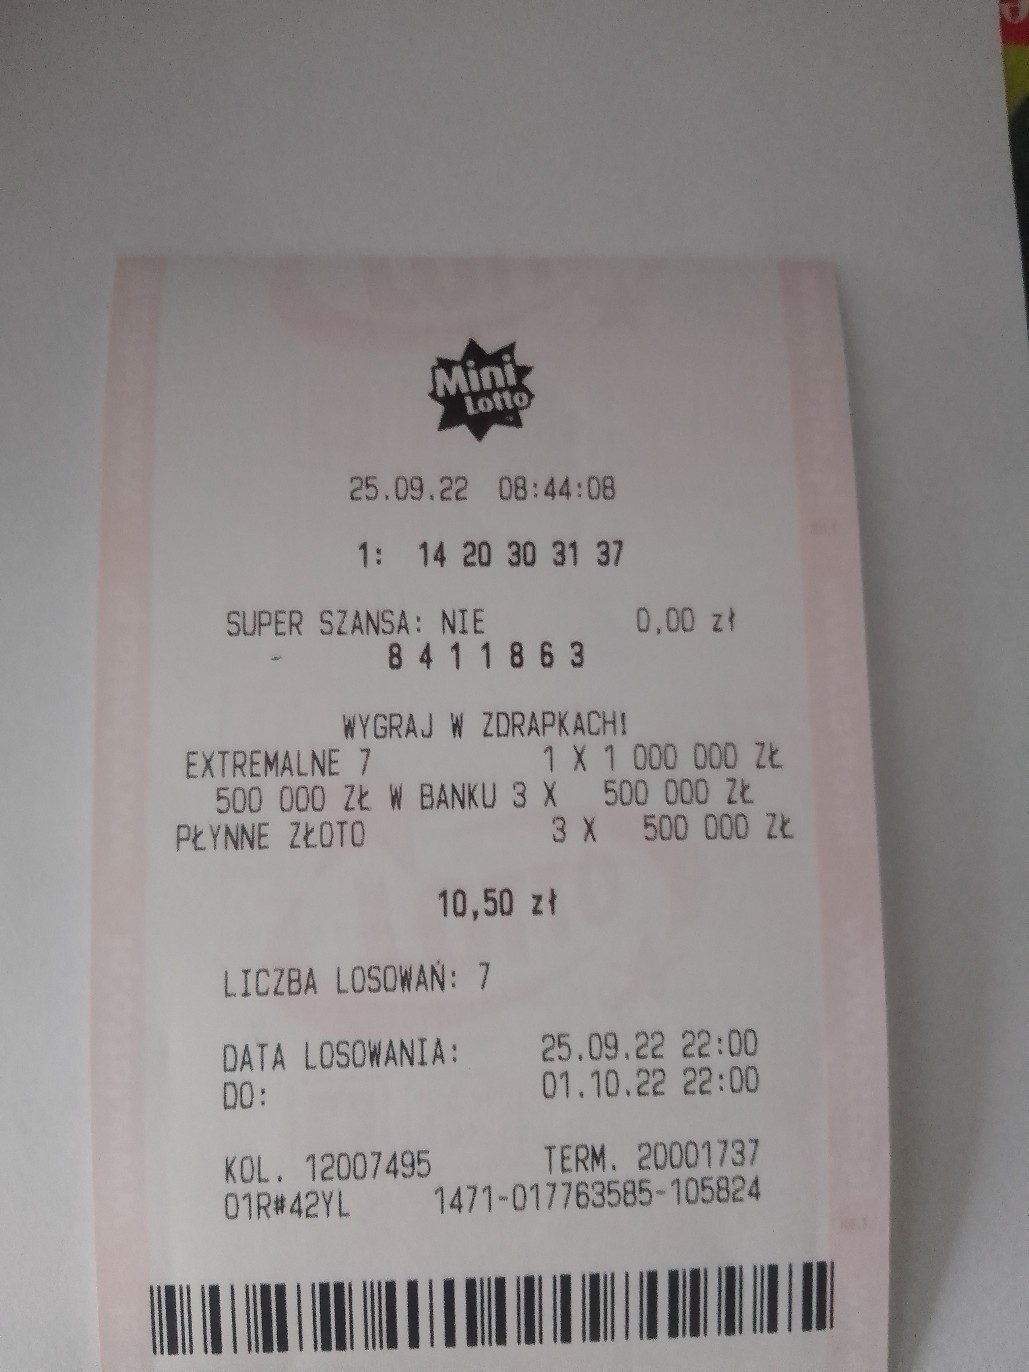 Mini
Lotto
25.09.22 08:44:08
1: 14 20 30 31 37
SUPER SZANSA: NIE 0,00 zł
8 4 1 1 8 6 3
WYGRAJ W ZDRAPKACH!
EXTREMALNE 7 1 X 1 000 000 ZŁ
500 000 ZŁ W BANKU 3 X 500 000 ZŁ
PŁYNNE ZŁOTO 3 X 500 000 ZŁ
10,50 zł
LICZBA LOSOWAŃ: 7
DATA LOSOWANIA: 25.09.22 22:00
DO: 01.10.22 22:00
KOL. 12007495 TERM. 20001737
01R#42YL 1471-017763585-105824